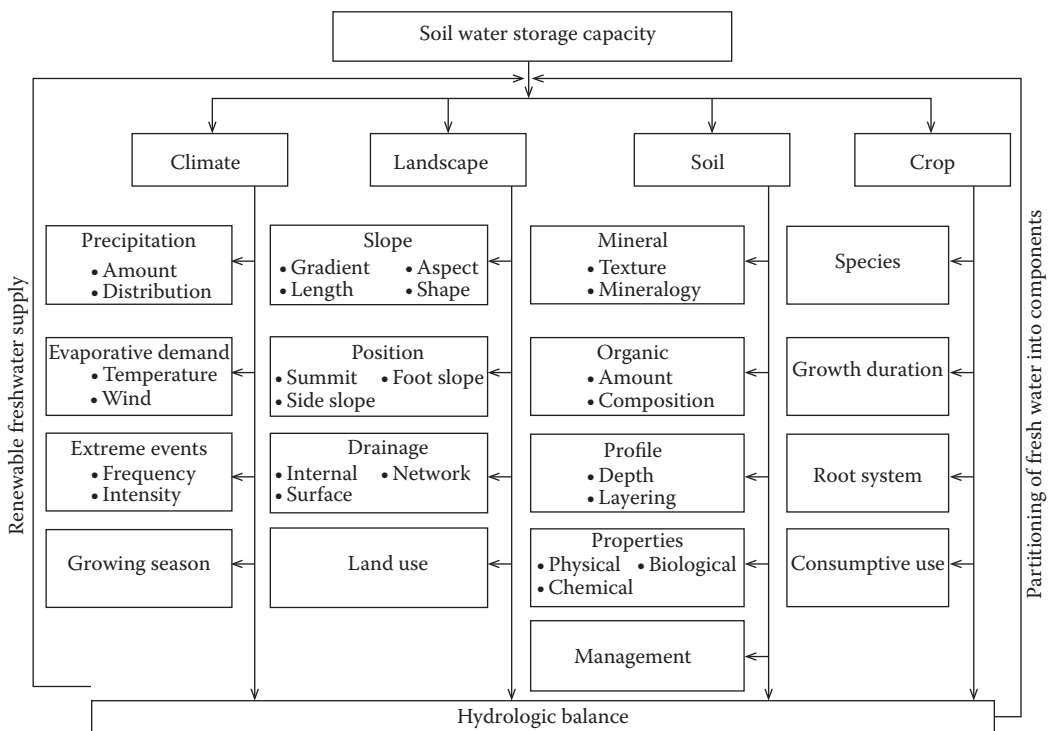 Soil water storage capacity
Climate
Landscape
Soil
Crop
Renewable freshwater supply
Precipitation
• Amount
• Distribution
Evaporative demand
• Temperature
• Wind
Extreme events
• Frequency
• Intensity
Growing season
Slope
• Gradient • Aspect
• Length • Shape
Position
• Summit • Foot slope
• Side slope
Drainage
• Internal • Network
• Surface
Land use
Mineral
• Texture
• Mineralogy
Organic
• Amount
• Composition
Profile
• Depth
• Layering
Properties
• Physical • Biological
• Chemical
Management
Species
Growth duration
Root system
Consumptive use
Partitioning of fresh water into components
Hydrologic balance